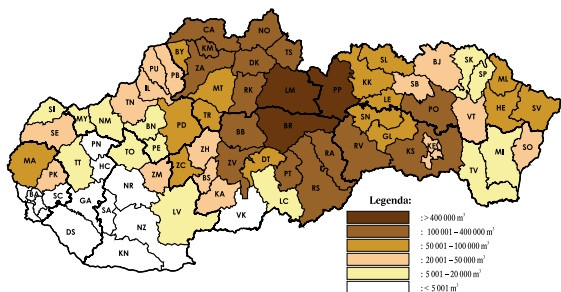 CA NO
BY KM TS
PU PB ZA DK
IL MT RK LM PP
SL BJ SK SP ML
KK SB
LE PO HE SV
SI MY NM TN BN PD TR BR
SE PE BB SN GL VT
MA TT PN TO ZH RA RV KS KE MI SO
PK HC ZM ZC BS ZV DT PT TV
BA SC GA NR KA RS
SA LV VK LC
DS NZ
KN
Legenda:
:> 400 000 m³
: 100 001 – 400 000 m³
: 50 001 – 100 000 m³
: 20 001 – 50 000 m³
: 5 001 – 20 000 m³
: < 5 001 m³